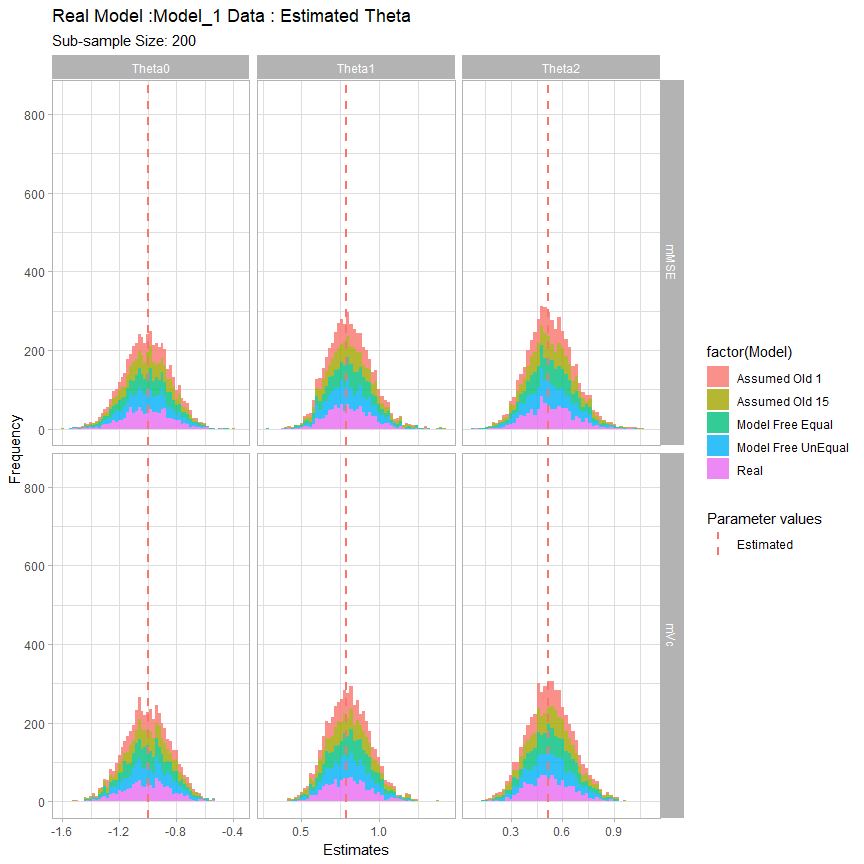 Real Model :Model_1 Data : Estimated Theta
Sub-sample Size: 200
Theta0 Theta1 Theta2
800
600
400
200
0
mMSE
800
600
400
200
0
mVc
Frequency
-1.6 -1.2 -0.8 -0.4 0.5 1.0 0.3 0.6 0.9
Estimates
factor(Model)
Assumed Old 1
Assumed Old 15
Model Free Equal
Model Free UnEqual
Real
Parameter values
Estimated